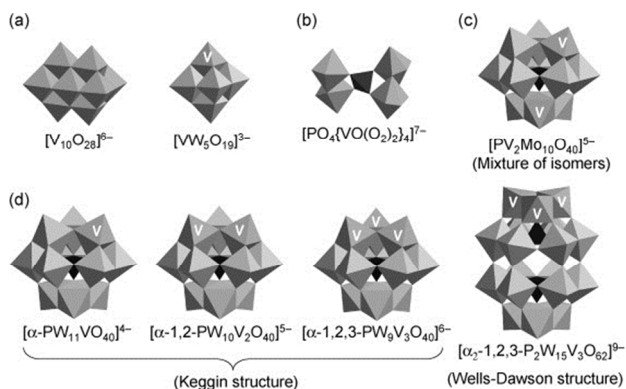 (a)
(b)
(c)
V
V
V
[V₁₀O₂₈]⁶⁻
[VW₅O₁₉]³⁻
[PO₄{VO(O₂)₂}₄]⁷⁻
[PV₂Mo₁₀O₄₀]⁵⁻
(Mixture of isomers)
(d)
V
V V
V V V
V V V
[α-PW₁₁VO₄₀]⁴⁻
[α-1,2-PW₁₀V₂O₄₀]⁵⁻
[α-1,2,3-PW₉V₃O₄₀]⁶⁻
[α₂-1,2,3-P₂W₁₅V₃O₆₂]⁹⁻
(Keggin structure)
(Wells-Dawson structure)